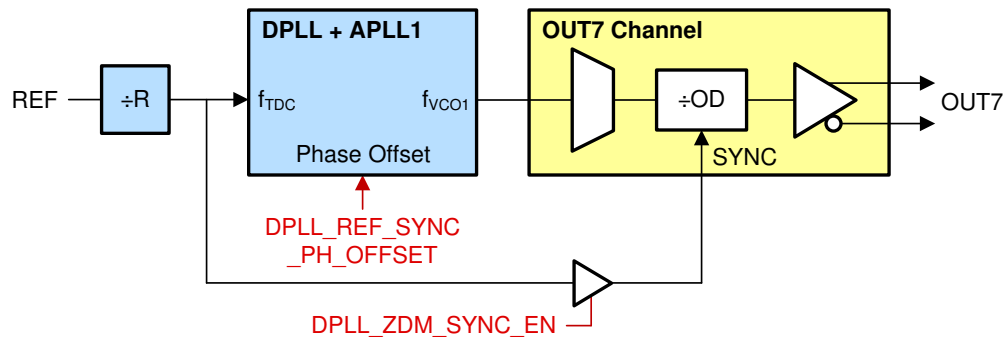 DPLL + APLL1
OUT7 Channel
REF
÷R
fTDC
fVCO1
÷OD
OUT7
Phase Offset
SYNC
DPLL_REF_SYNC
_PH_OFFSET
DPLL_ZDM_SYNC_EN